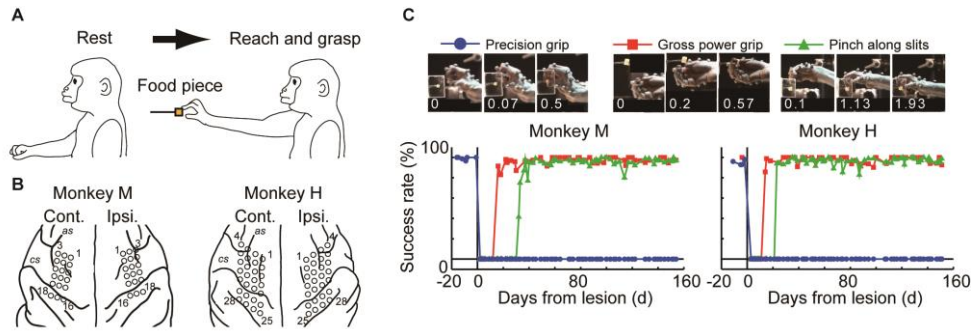 A
Rest
Reach and grasp
Food piece
B
Monkey M
Cont.
Ipsi.
as
cs
3
1
1
3
18
16
16
18
Monkey H
Cont.
Ipsi.
as
cs
4
1
1
4
28
25
25
28
C
Precision grip
Gross power grip
Pinch along slits
0
0.07
0.5
0
0.2
0.57
0.1
1.13
1.93
Monkey M
Monkey H
Success rate (%)
100
0
-20 0 80 160
Days from lesion (d)
-20 0 80 160
Days from lesion (d)